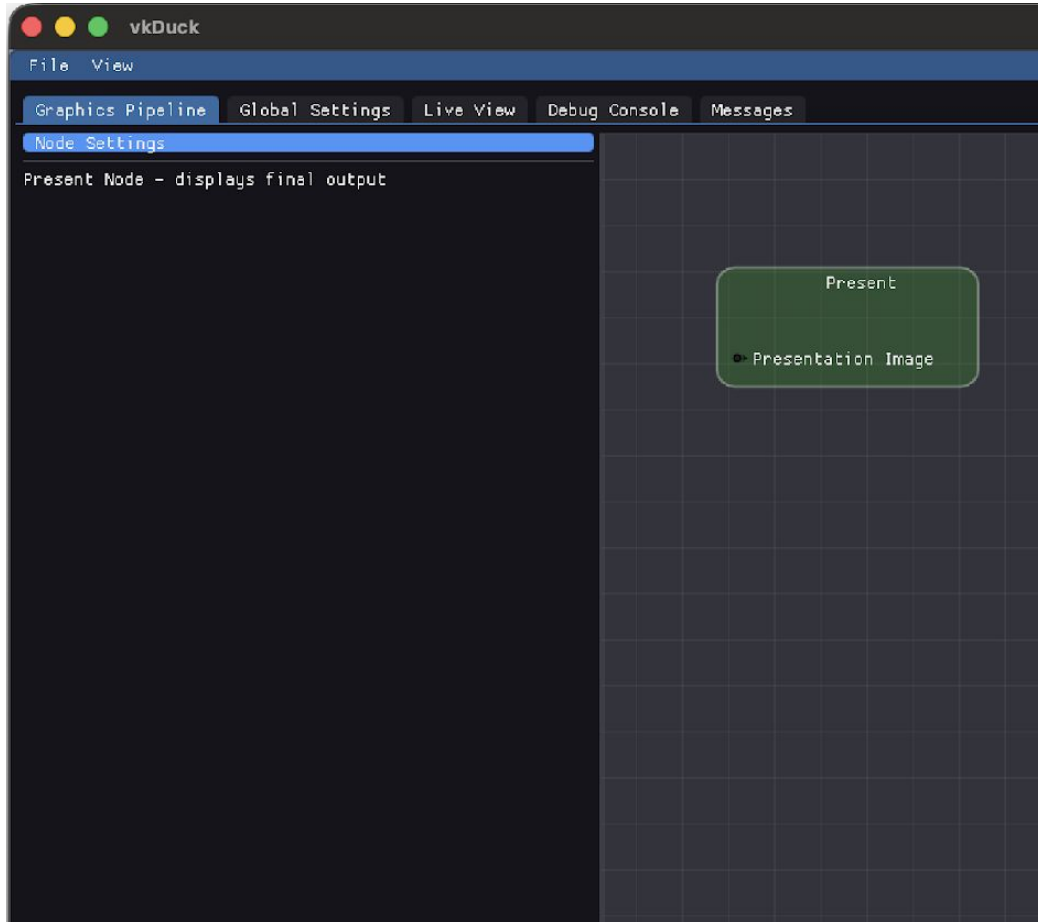 vkDuck
File View
Graphics Pipeline Global Settings Live View Debug Console Messages
Node Settings
Present Node – displays final output
Present
Presentation Image